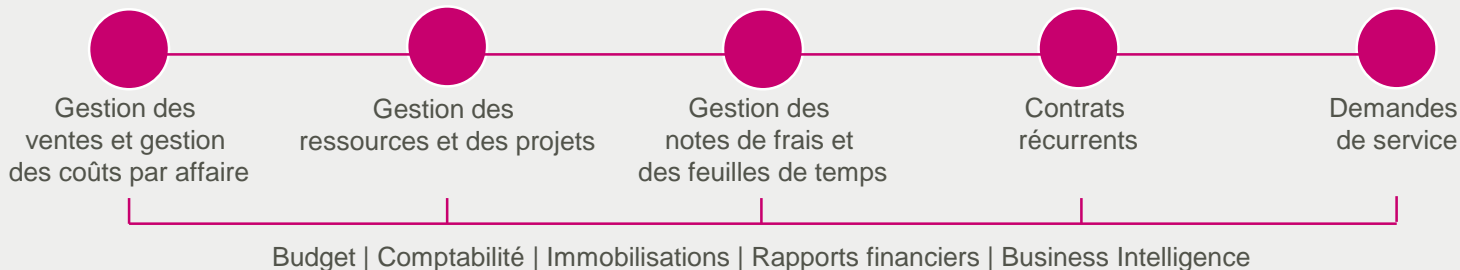 Gestion des
ventes et gestion
des coûts par affaire
Gestion des
ressources et des projets
Gestion des
notes de frais et
des feuilles de temps
Contrats
récurrents
Demandes
de service
Budget | Comptabilité | Immobilisations | Rapports financiers | Business Intelligence